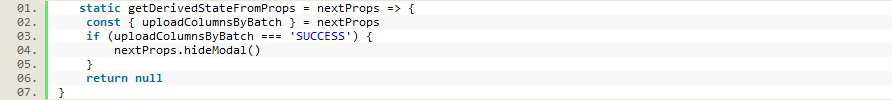 01. static getDerivedStateFromProps = nextProps => {
02. const { uploadColumnsByBatch } = nextProps
03. if (uploadColumnsByBatch === 'SUCCESS') {
04. nextProps.hideModal()
05. }
06. return null
07. }